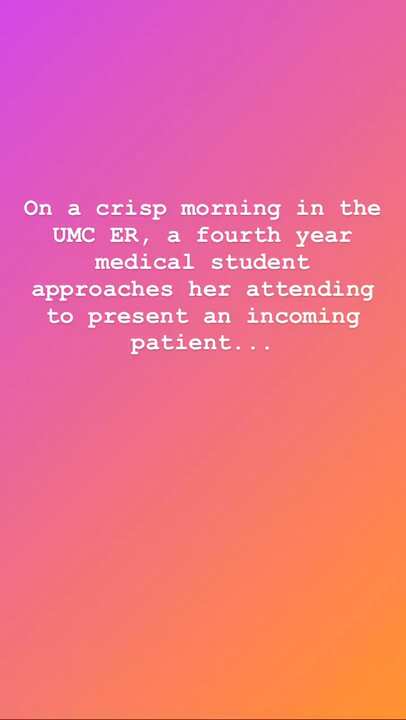 On a crisp morning in the
UMC ER, a fourth year
medical student
approaches her attending
to present an incoming
patient...